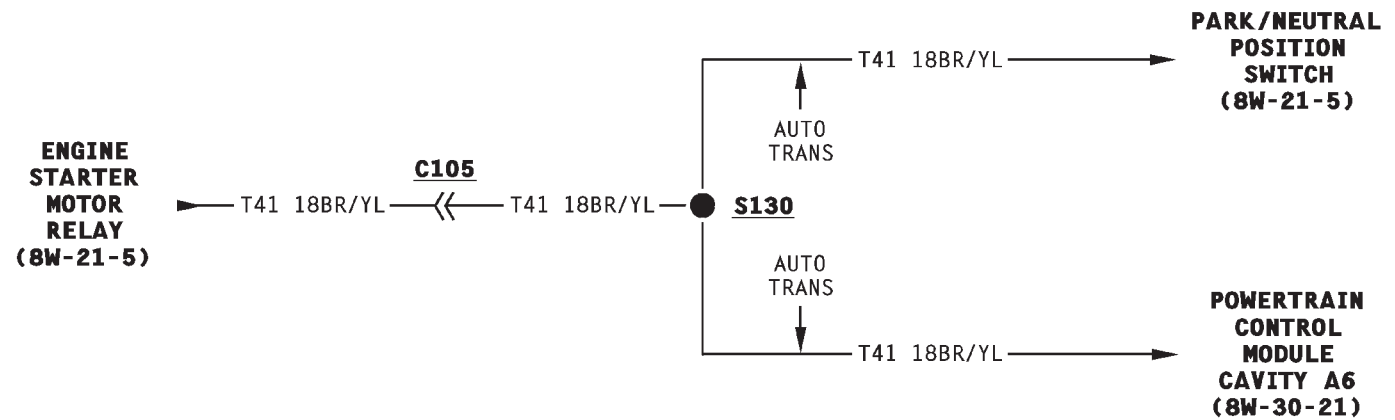 PARK/NEUTRAL
POSITION
SWITCH
(8W-21-5)
T41 18BR/YL
AUTO
TRANS
ENGINE
STARTER
MOTOR
RELAY
(8W-21-5)
T41 18BR/YL
C105
T41 18BR/YL
S130
AUTO
TRANS
T41 18BR/YL
POWERTRAIN
CONTROL
MODULE
CAVITY A6
(8W-30-21)